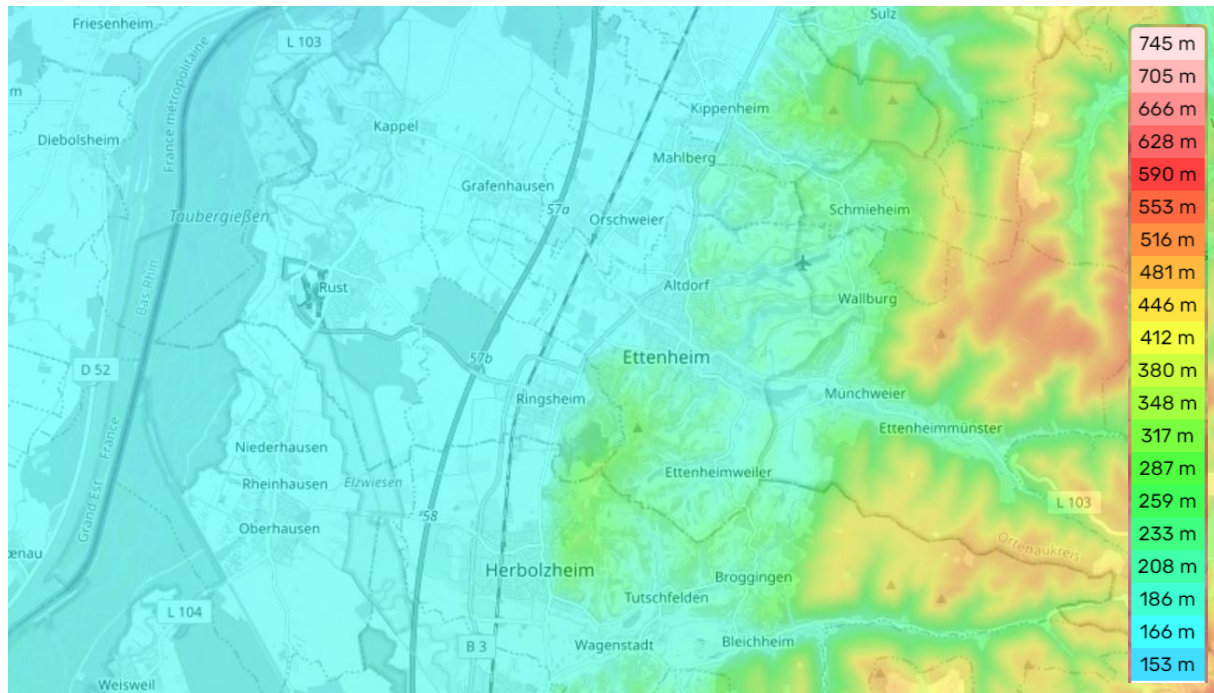 Friesenheim
Sulz
L 103
France métropolitaine
Kippenheim
Kappel
Diebolsheim
Mahlberg
Grafenhausen
57a
Orschweier
Schmieheim
Taubergießen
Rust
Altdorf
Wallburg
Bas-Rhin
57b
Ettenheim
D 52
Ringsheim
Münchweier
Ettenheimmünster
Niederhausen
Ettenheimweiler
Rheinhausen
Elzwiesen
L 103
Grand Est
France
58
Oberhausen
Ortenaukreis
enau
Herbolzheim
Broggingen
Tutschfelden
L 104
B 3
Wagenstadt
Bleichheim
Weisweil
745 m
705 m
666 m
628 m
590 m
553 m
516 m
481 m
446 m
412 m
380 m
348 m
317 m
287 m
259 m
233 m
208 m
186 m
166 m
153 m